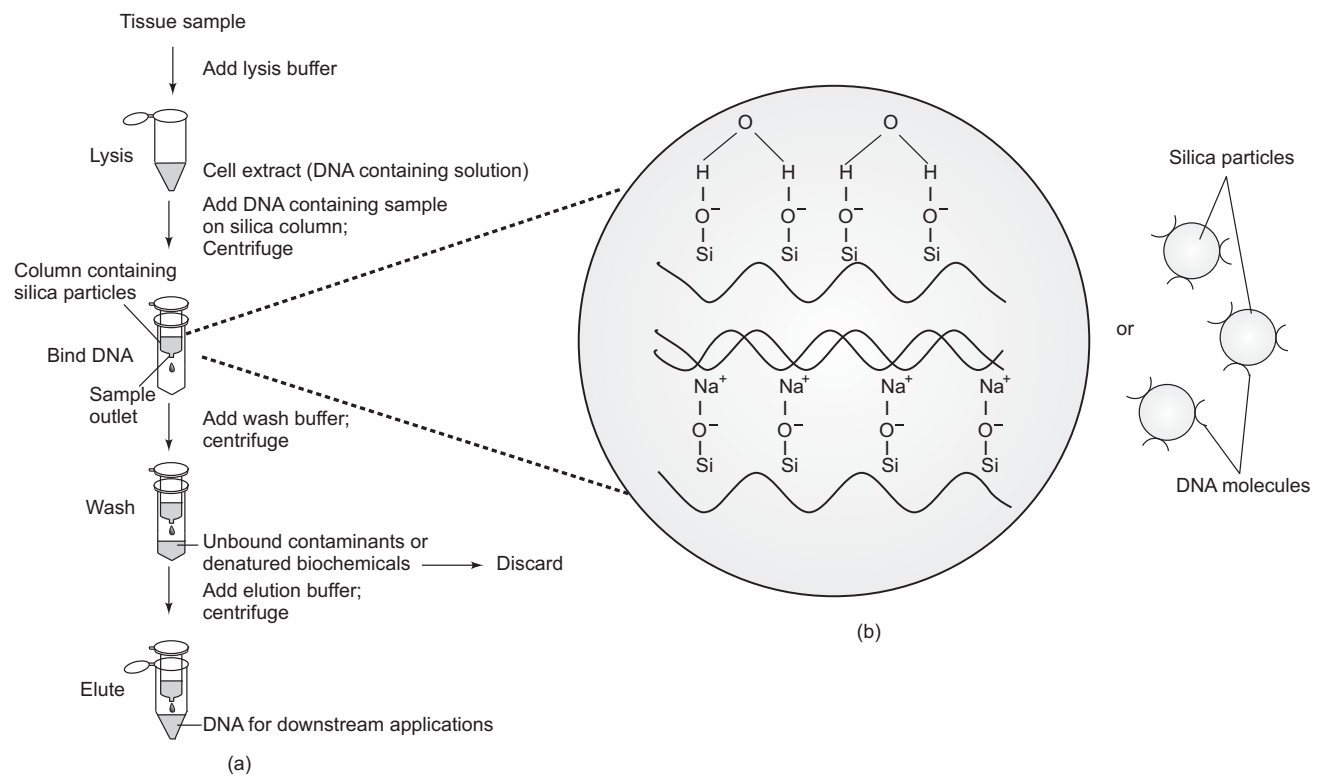 Tissue sample
Add lysis buffer
Lysis
Cell extract (DNA containing solution)
Add DNA containing sample
on silica column;
Centrifuge
Column containing
silica particles
Bind DNA
Sample
outlet
Add wash buffer;
centrifuge
Wash
Unbound contaminants or
denatured biochemicals
Discard
Add elution buffer;
centrifuge
Elute
DNA for downstream applications
(a)
O O
H H H H
O– O– O– O–
Si Si Si Si
Na+ Na+ Na+ Na+
O– O– O– O–
Si Si Si Si
(b)
or
Silica particles
DNA molecules